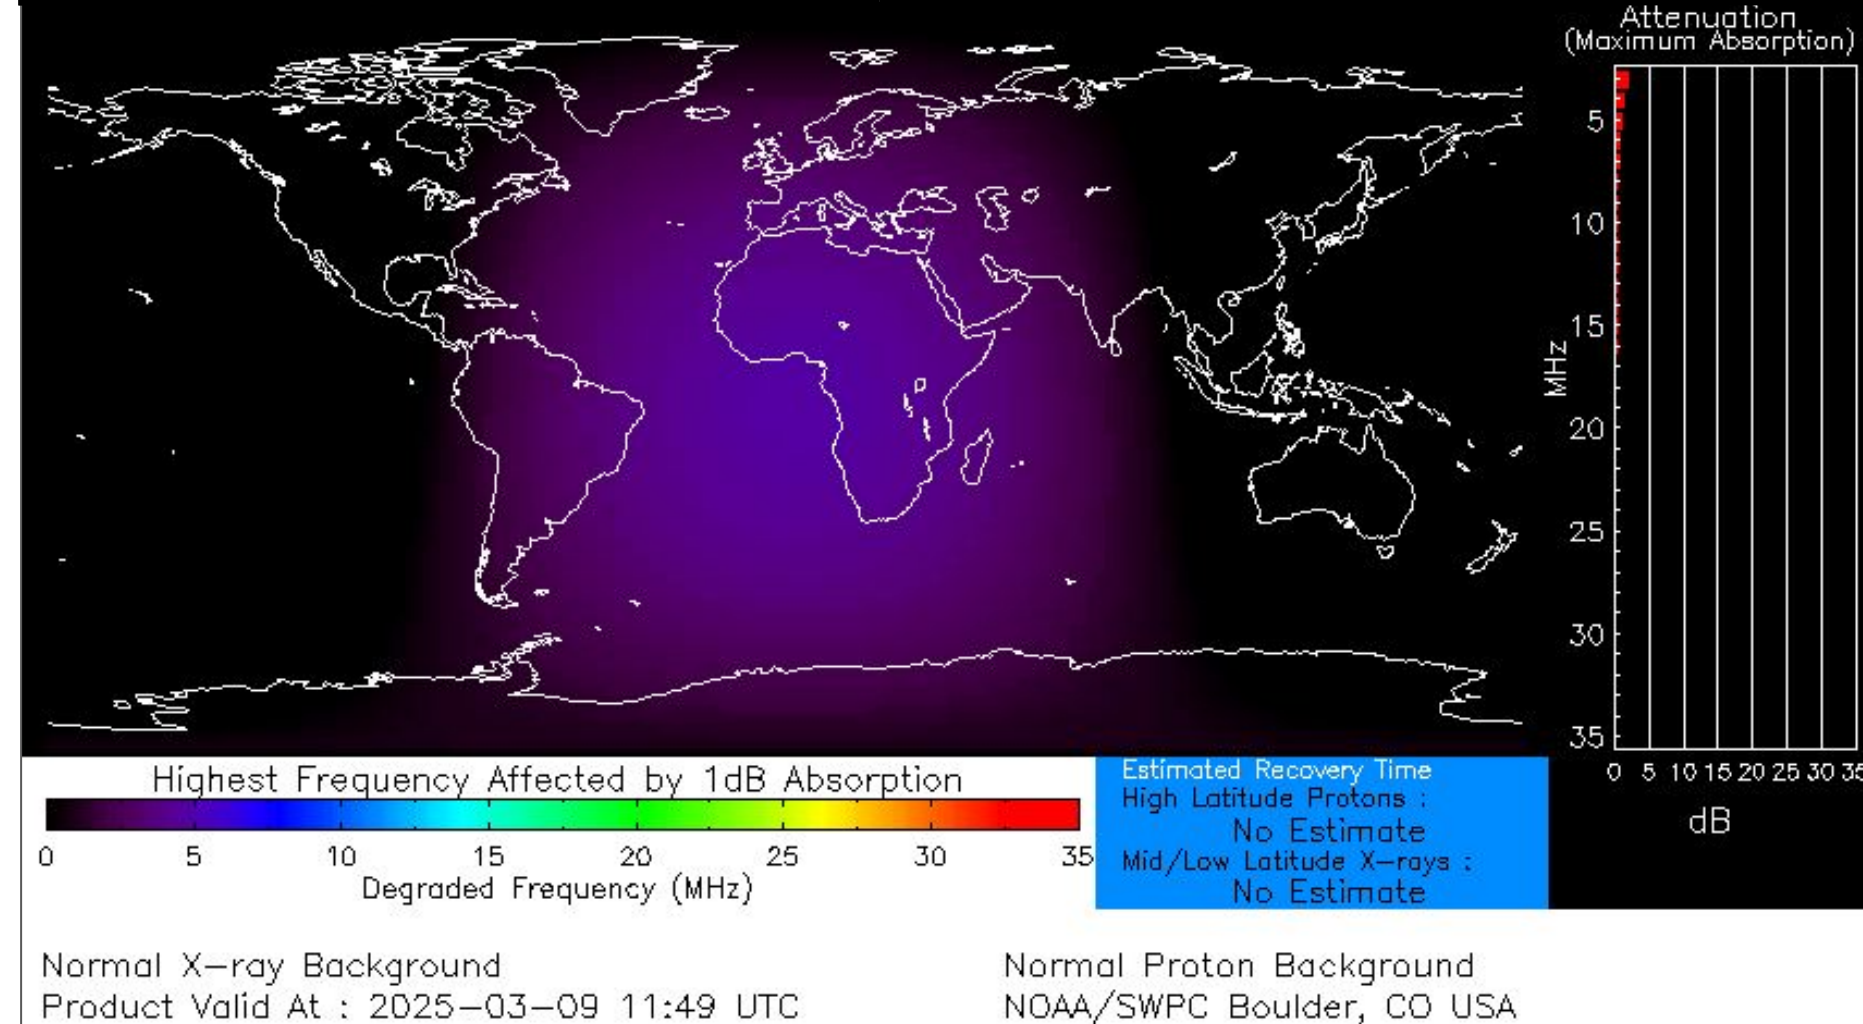 Attenuation
(Maximum Absorption)
5
10
15
20
25
30
35
MHz
0 5 10 15 20 25 30 35
dB
Highest Frequency Affected by 1dB Absorption
0 5 10 15 20 25 30 35
Degraded Frequency (MHz)
Estimated Recovery Time
High Latitude Protons :
No Estimate
Mid/Low Latitude X-rays :
No Estimate
Normal X-ray Background
Product Valid At : 2025-03-09 11:49 UTC
Normal Proton Background
NOAA/SWPC Boulder, CO USA